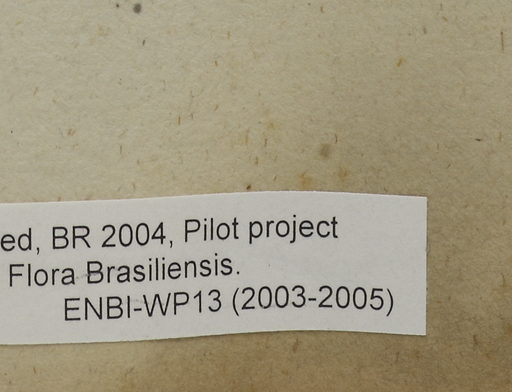 ed, BR 2004, Pilot project
Flora Brasiliensis.
ENBI-WP13 (2003-2005)